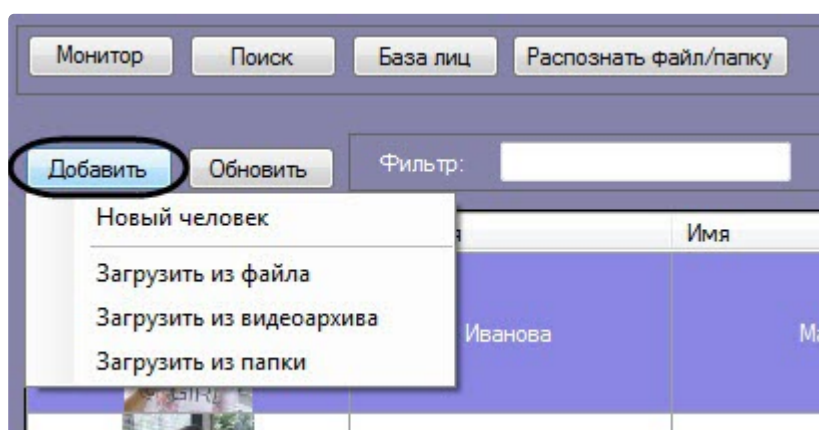 Монитор Поиск База лиц Распознать файл/папку
Добавить Обновить Фильтр:
Новый человек
Имя
Загрузить из файла
Загрузить из видеоархива
Иванова
Загрузить из папки
GIRL